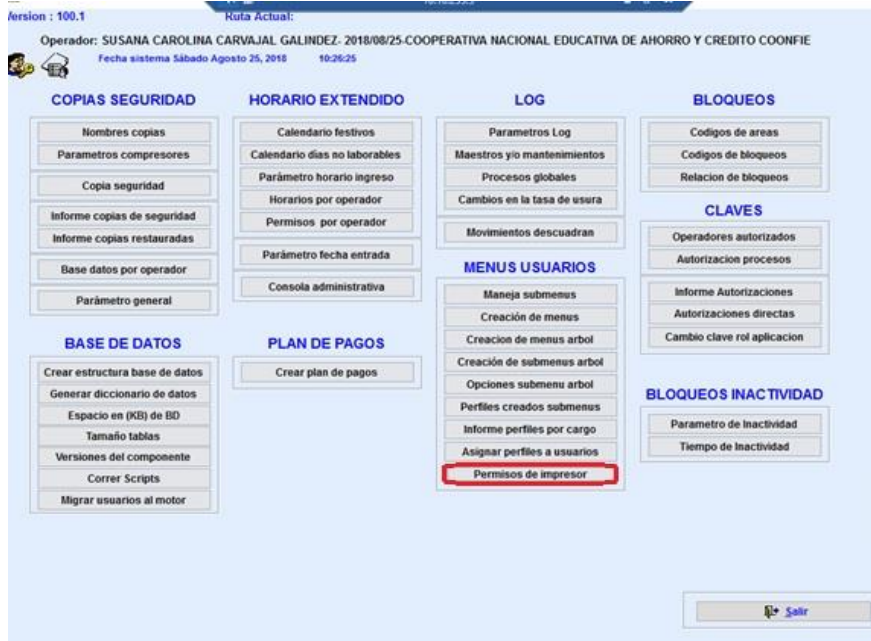 Version : 100.1
Ruta Actual:
Operador: SUSANA CAROLINA CARVAJAL GALINDEZ- 2018/08/25-COOPERATIVA NACIONAL EDUCATIVA DE AHORRO Y CREDITO COONFIE
Fecha sistema Sábado Agosto 25, 2018 10:26:25
COPIAS SEGURIDAD
Nombres copias
Parametros compresores
Copia seguridad
Informe copias de seguridad
Informe copias restauradas
Base datos por operador
Parámetro general
BASE DE DATOS
Crear estructura base de datos
Generar diccionario de datos
Espacio en (KB) de BD
Tamaño tablas
Versiones del componente
Correr Scripts
Migrar usuarios al motor
HORARIO EXTENDIDO
Calendario festivos
Calendario días no laborables
Parámetro horario ingreso
Horarios por operador
Permisos por operador
Parámetro fecha entrada
Consola administrativa
PLAN DE PAGOS
Crear plan de pagos
LOG
Parametros Log
Maestros y/o mantenimientos
Procesos globales
Cambios en la tasa de usura
Movimientos descuadran
MENUS USUARIOS
Maneja submenus
Creación de menus
Creacion de menus arbol
Creación de submenus arbol
Opciones submenu arbol
Perfiles creados submenus
Informe perfiles por cargo
Asignar perfiles a usuarios
Permisos de impresor
BLOQUEOS
Codigos de areas
Codigos de bloqueos
Relacion de bloqueos
CLAVES
Operadores autorizados
Autorizacion procesos
Informe Autorizaciones
Autorizaciones directas
Cambio clave rol aplicacion
BLOQUEOS INACTIVIDAD
Parametro de Inactividad
Tiempo de Inactividad
Salir